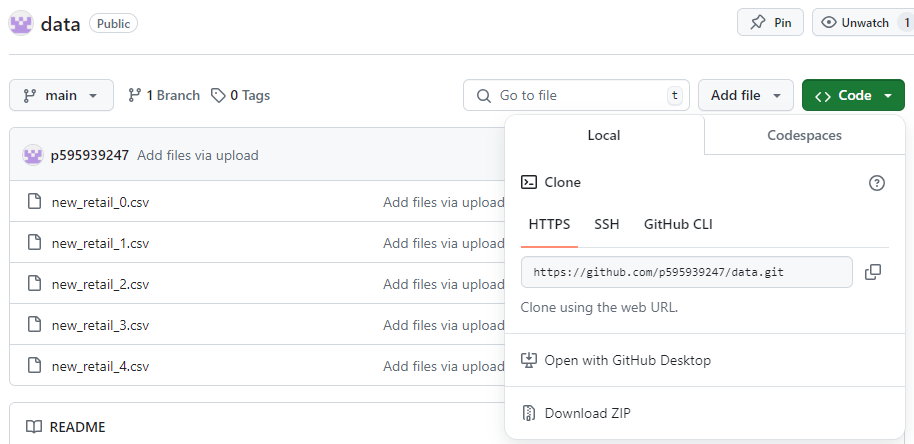 data Public Pin Unwatch 1
main 1 Branch 0 Tags Go to file t Add file <> Code
Local Codespaces
p595939247 Add files via upload
Clone
new_retail_0.csv Add files via upload
HTTPS SSH GitHub CLI
new_retail_1.csv Add files via upload
https://github.com/p595939247/data.git
new_retail_2.csv Add files via upload
Clone using the web URL.
new_retail_3.csv Add files via upload
Open with GitHub Desktop
new_retail_4.csv Add files via upload
Download ZIP
README